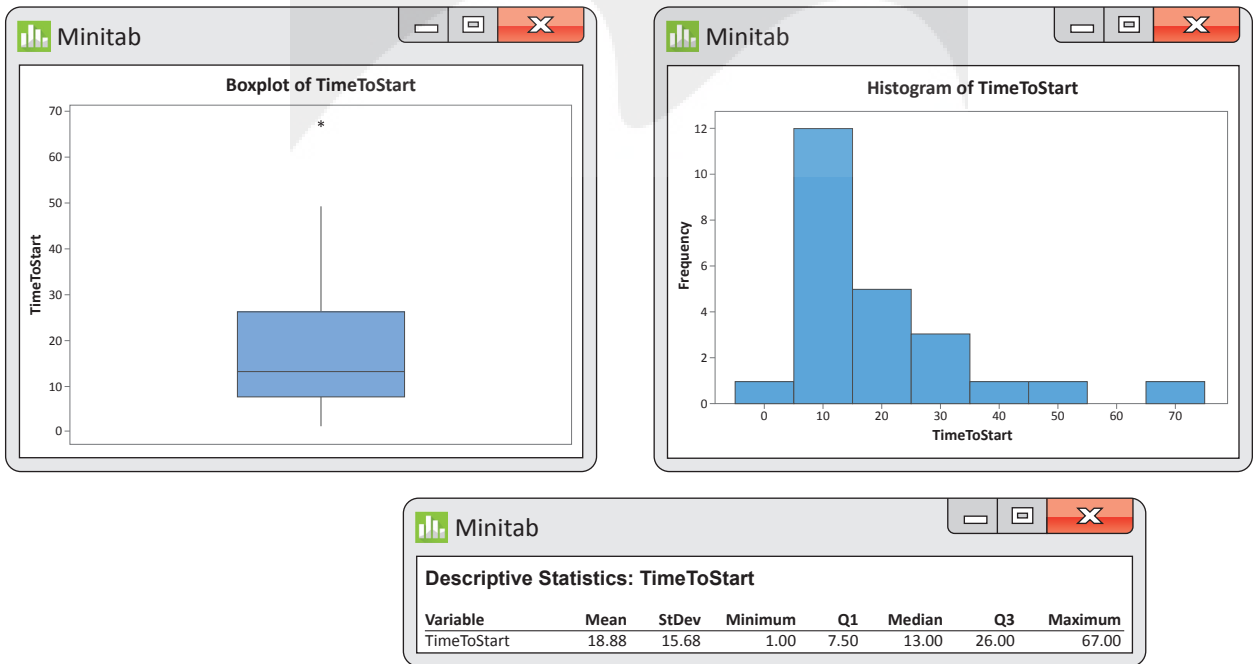 Minitab
Boxplot of TimeToStart
70
60
50
40
30
20
10
0
TimeToStart
*
Minitab
Histogram of TimeToStart
12
10
8
6
4
2
0
Frequency
0 10 20 30 40 50 60 70
TimeToStart
Minitab
Descriptive Statistics: TimeToStart
Variable Mean StDev Minimum Q1 Median Q3 Maximum
TimeToStart 18.88 15.68 1.00 7.50 13.00 26.00 67.00